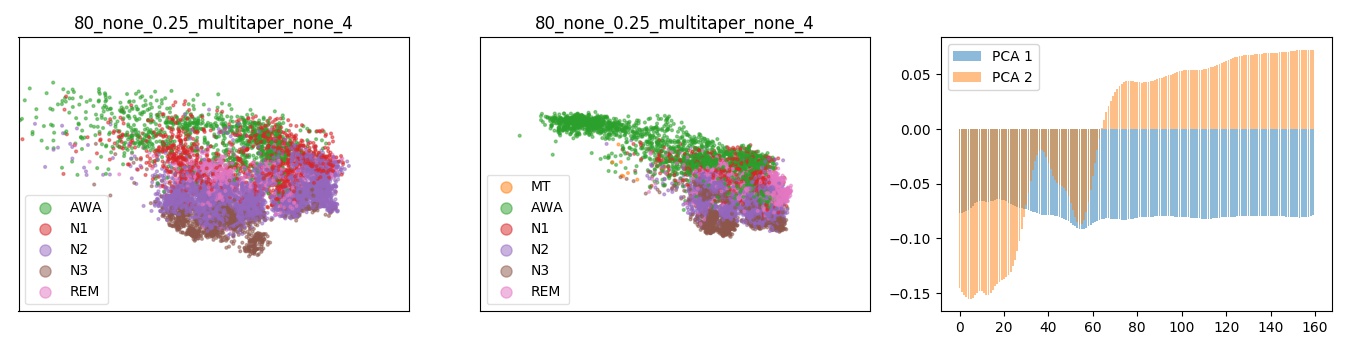 80_none_0.25_multitaper_none_4
AWA
N1
N2
N3
REM
80_none_0.25_multitaper_none_4
MT
AWA
N1
N2
N3
REM
PCA 1
PCA 2
0.05
0.00
−0.05
−0.10
−0.15
0 20 40 60 80 100 120 140 160